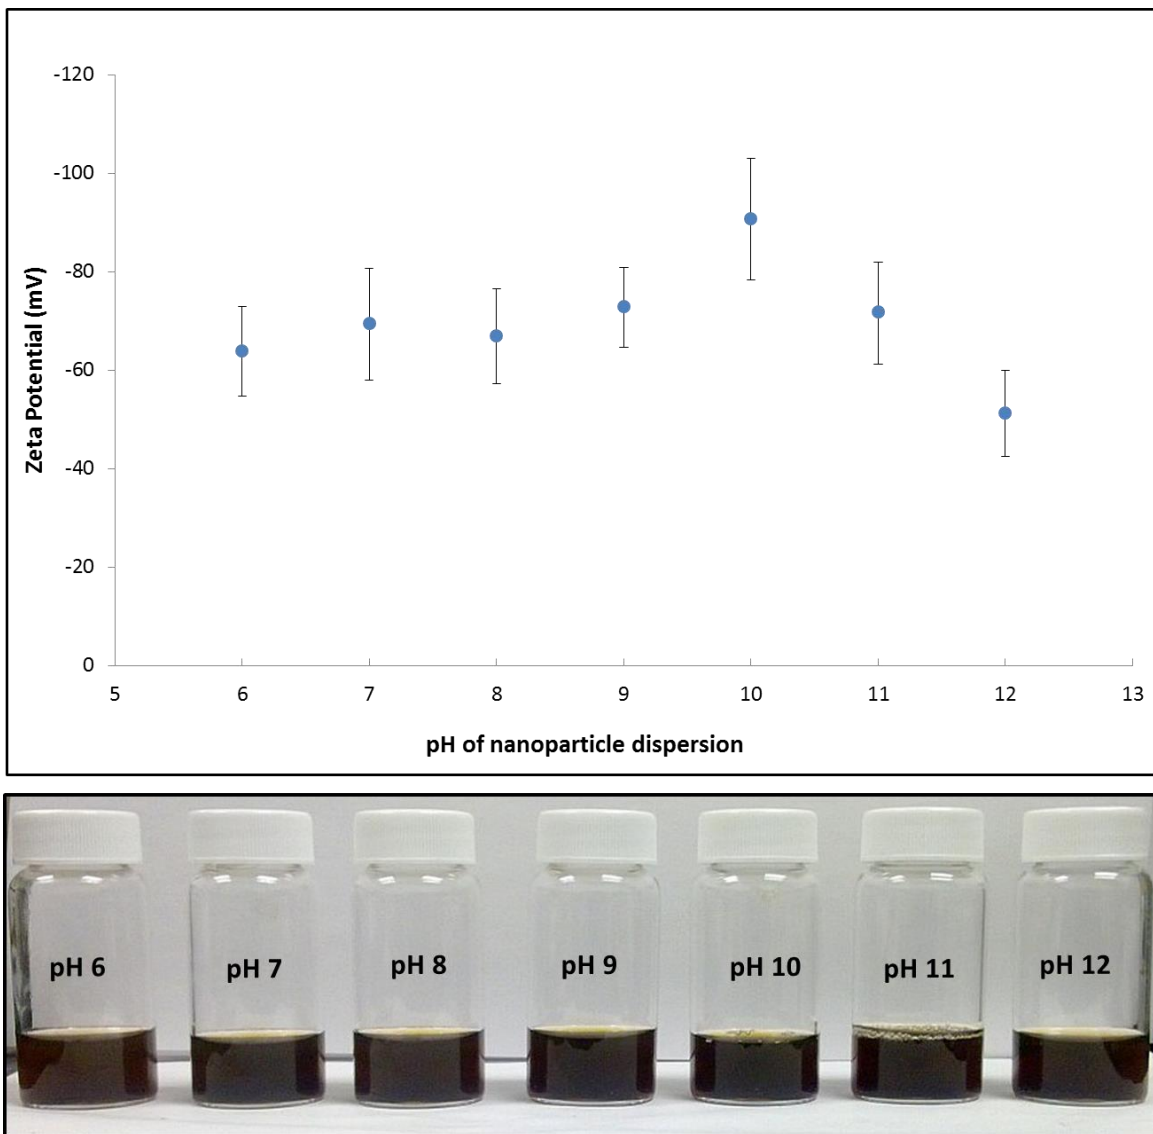 -120
-100
-80
-60
-40
-20
0
Zeta Potential (mV)
5 6 7 8 9 10 11 12 13
pH of nanoparticle dispersion
pH 6 pH 7 pH 8 pH 9 pH 10 pH 11 pH 12